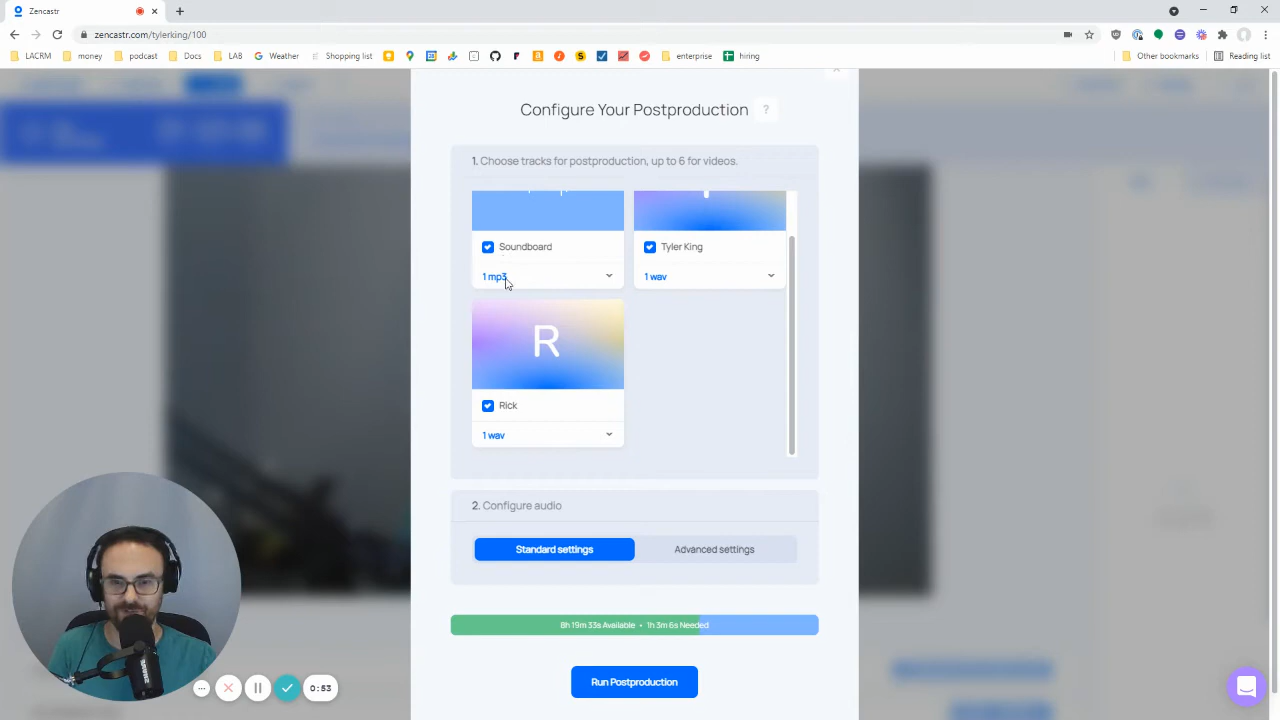 Zencastr
zencastr.com/tylerking/100
LACRM
money
podcast
Docs
LAB
Weather
Shopping list
enterprise
hiring
Other bookmarks
Reading list
Configure Your Postproduction ?
1. Choose tracks for postproduction, up to 6 for videos.
Soundboard
Tyler King
1 mp3
1 wav
R
Rick
1 wav
2. Configure audio
Standard settings
Advanced settings
8h 19m 33s Available • 1h 3m 6s Needed
Run Postproduction
0:53